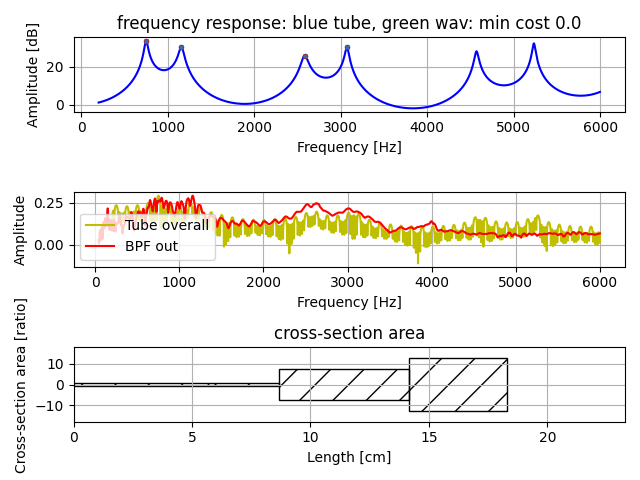 frequency response: blue tube, green wav: min cost 0.0
Amplitude [dB]
20
0
0
1000
2000
3000
4000
5000
6000
Frequency [Hz]
Amplitude
0.25
0.00
Tube overall
BPF out
0
1000
2000
3000
4000
5000
6000
Frequency [Hz]
cross-section area
Cross-section area [ratio]
10
0
−10
0
5
10
15
20
Length [cm]